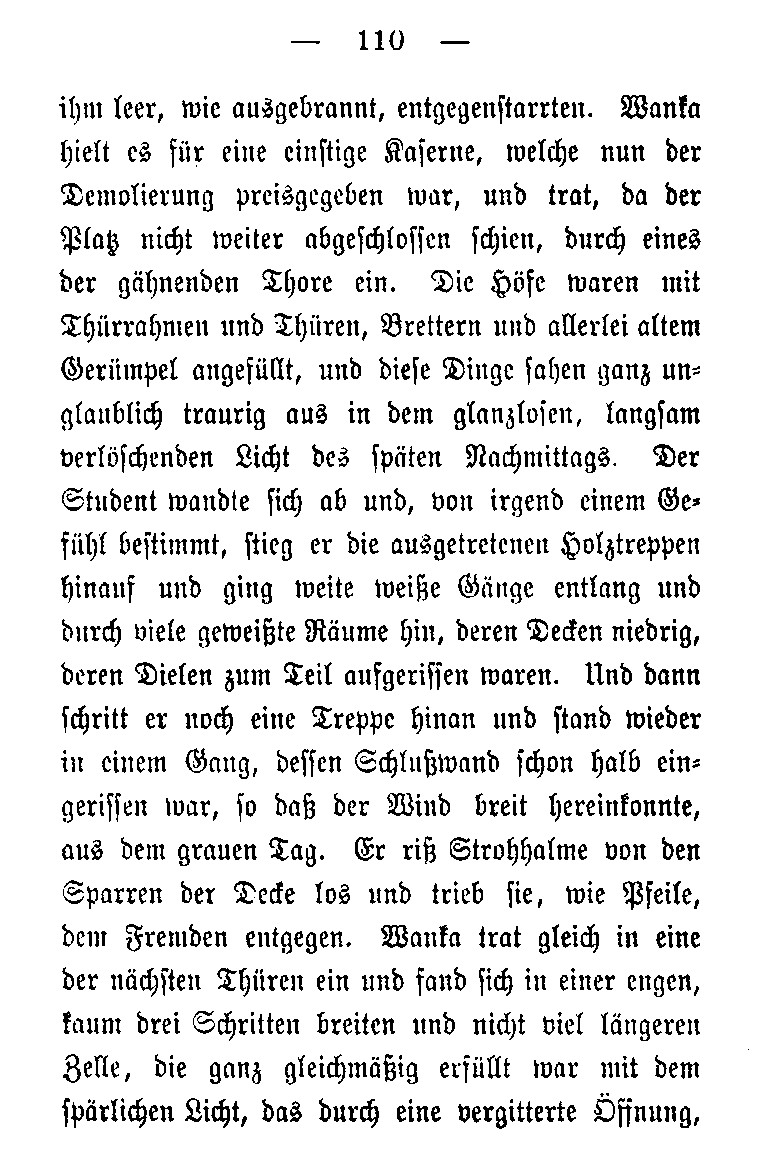 — 110 —
ihm leer, wie ausgebrannt, entgegenstarrten. Wanka
hielt es für eine einstige Kaserne, welche nun der
Demolierung preisgegeben war, und trat, da der
Platz nicht weiter abgeschlossen schien, durch eines
der gähnenden Thore ein. Die Höfe waren mit
Thürrahmen und Thüren, Brettern und allerlei altem
Gerümpel angefüllt, und diese Dinge sahen ganz un-
glaublich traurig aus in dem glanzlosen, langsam
verlöschenden Licht des späten Nachmittags. Der
Student wandte sich ab und, von irgend einem Ge-
fühl bestimmt, stieg er die ausgetretenen Holztreppen
hinauf und ging weite weiße Gänge entlang und
durch viele geweißte Räume hin, deren Decken niedrig,
deren Dielen zum Teil aufgerissen waren. Und dann
schritt er noch eine Treppe hinan und stand wieder
in einem Gang, dessen Schlußwand schon halb ein-
gerissen war, so daß der Wind breit hereinkonnte,
aus dem grauen Tag. Er riß Strohhalme von den
Sparren der Decke los und trieb sie, wie Pfeile,
dem Fremden entgegen. Wanka trat gleich in eine
der nächsten Thüren ein und fand sich in einer engen,
kaum drei Schritten breiten und nicht viel längeren
Zelle, die ganz gleichmäßig erfüllt war mit dem
spärlichen Licht, das durch eine vergitterte Öffnung,